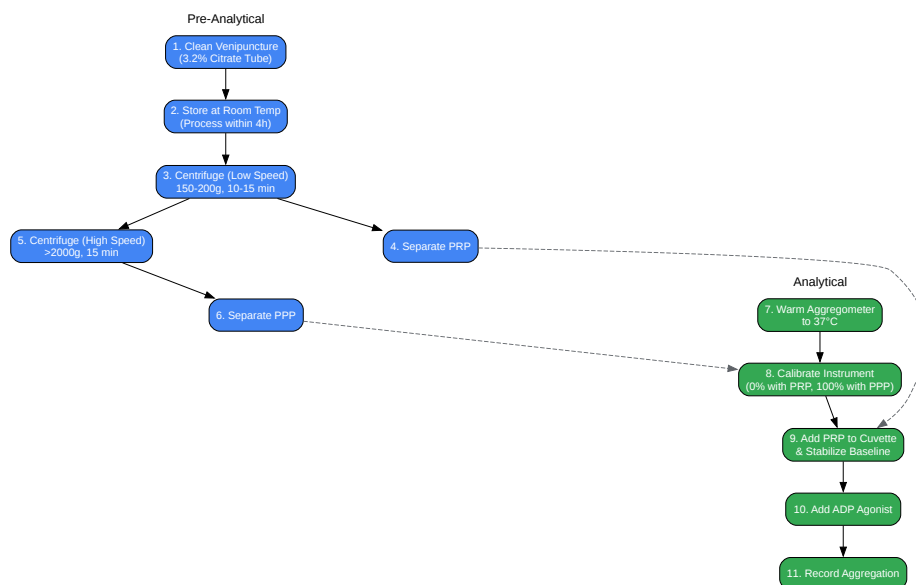 Pre-Analytical
1. Clean Venipuncture
(3.2% Citrate Tube)
2. Store at Room Temp
(Process within 4h)
3. Centrifuge (Low Speed)
150-200g, 10-15 min
5. Centrifuge (High Speed)
>2000g, 15 min
4. Separate PRP
6. Separate PPP
Analytical
7. Warm Aggregometer
to 37°C
8. Calibrate Instrument
(0% with PRP, 100% with PPP)
9. Add PRP to Cuvette
& Stabilize Baseline
10. Add ADP Agonist
11. Record Aggregation